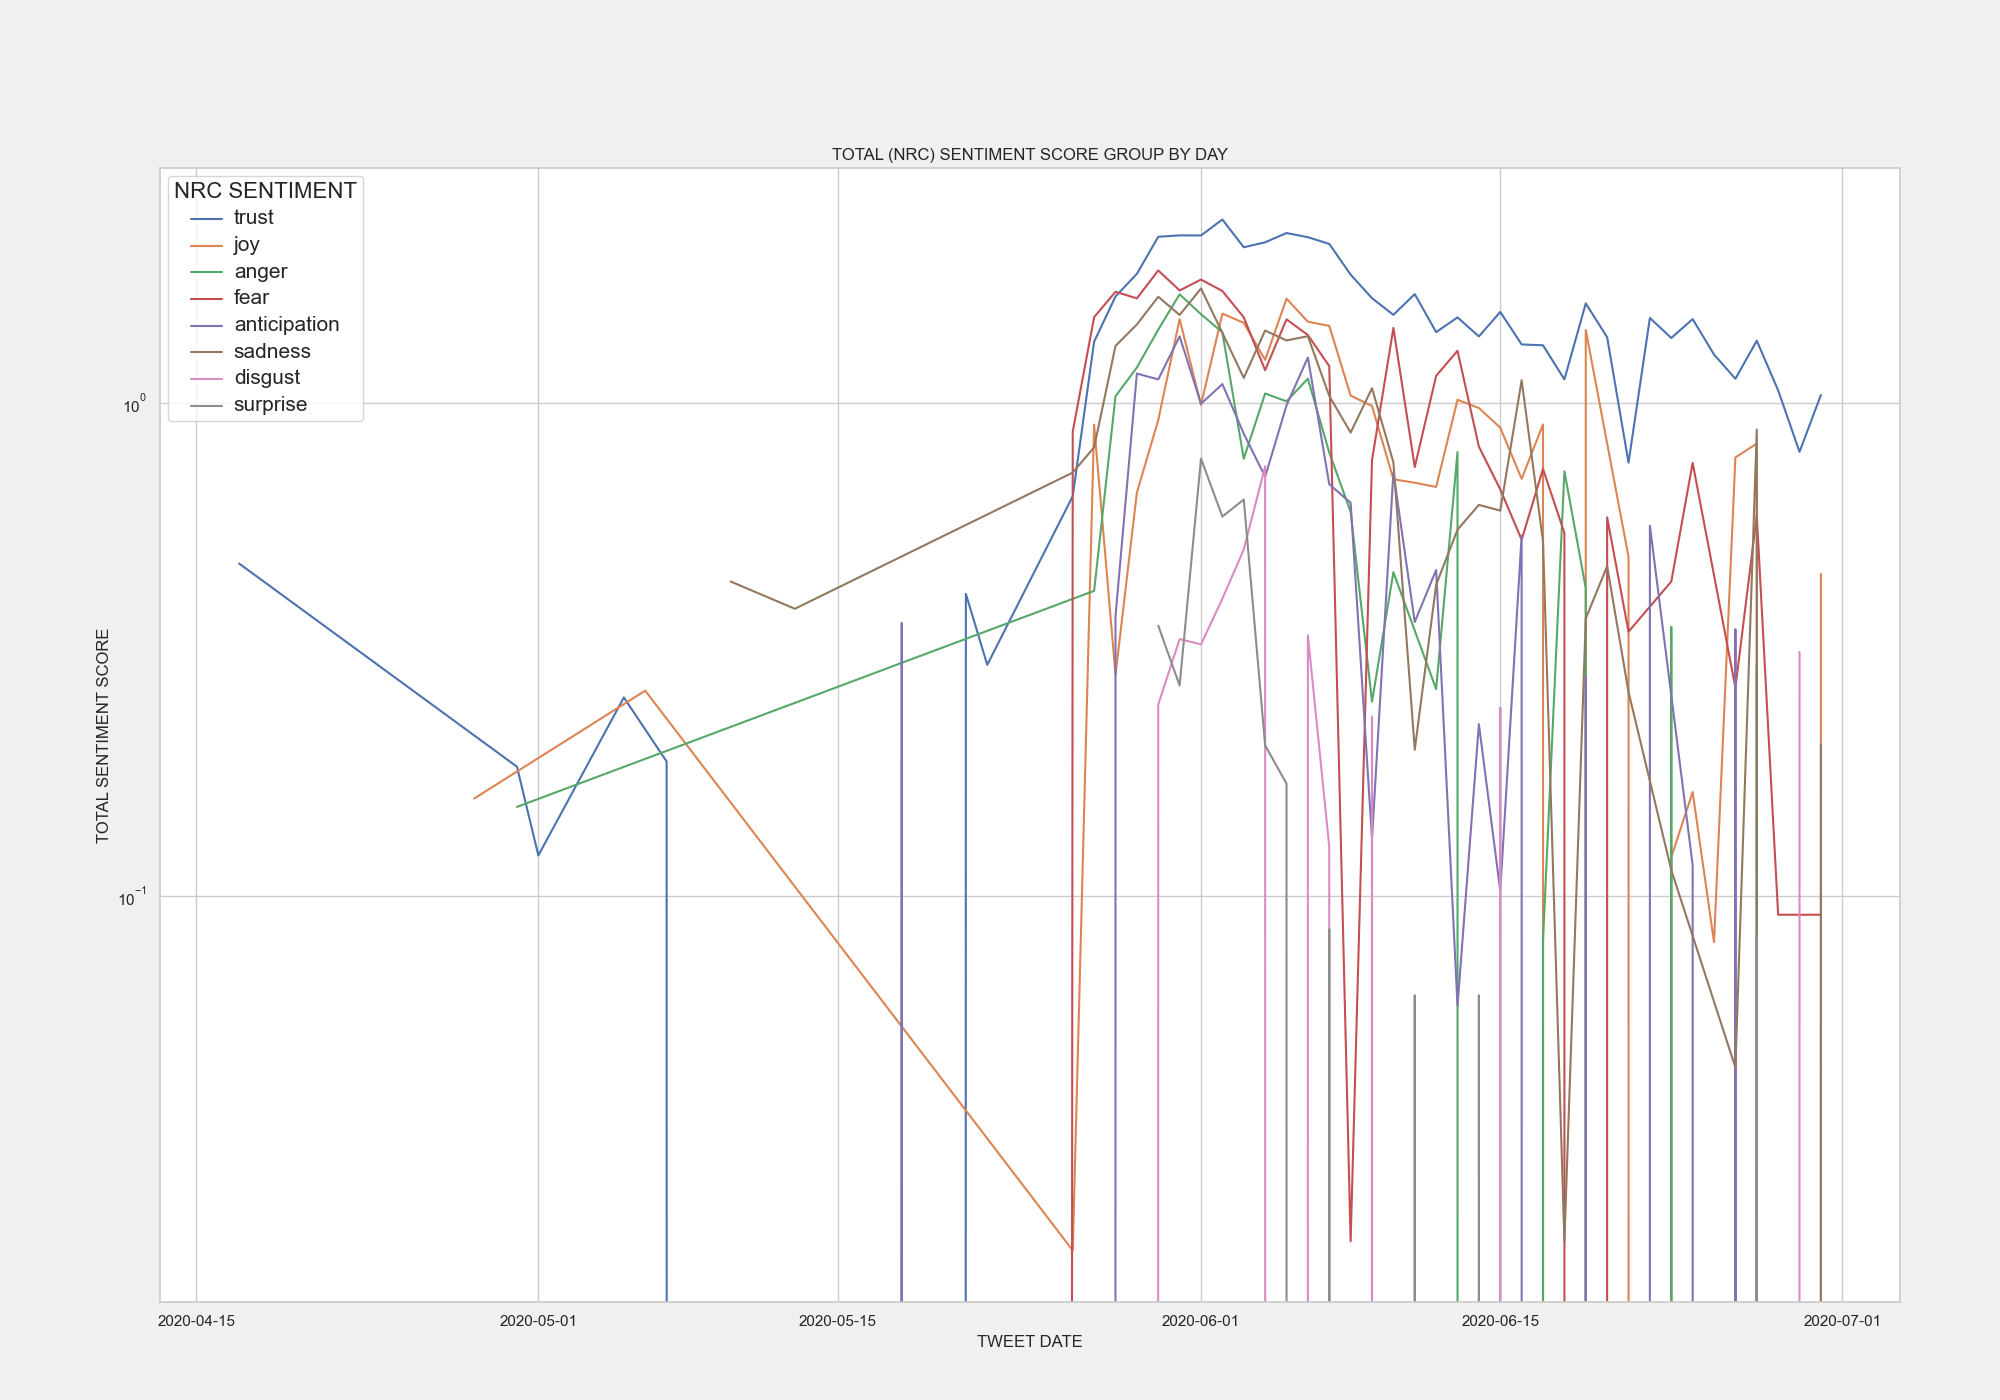 TOTAL (NRC) SENTIMENT SCORE GROUP BY DAY
NRC SENTIMENT
trust
joy
anger
fear
anticipation
sadness
disgust
surprise
10^0
10^-1
TOTAL SENTIMENT SCORE
2020-04-15 2020-05-01 2020-05-15 2020-06-01 2020-06-15 2020-07-01
TWEET DATE